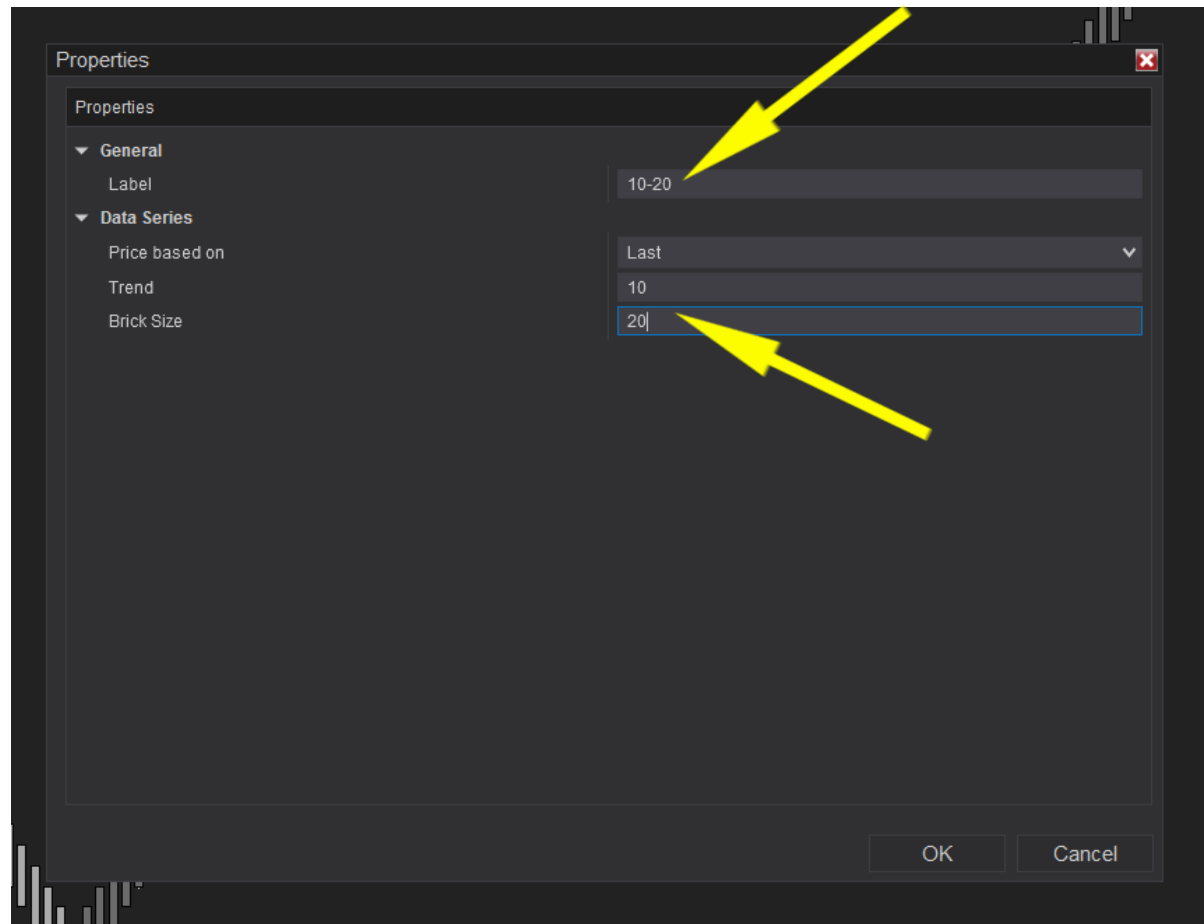 Properties
Properties
General
Label 10-20
Data Series
Price based on Last
Trend 10
Brick Size 20
OK Cancel